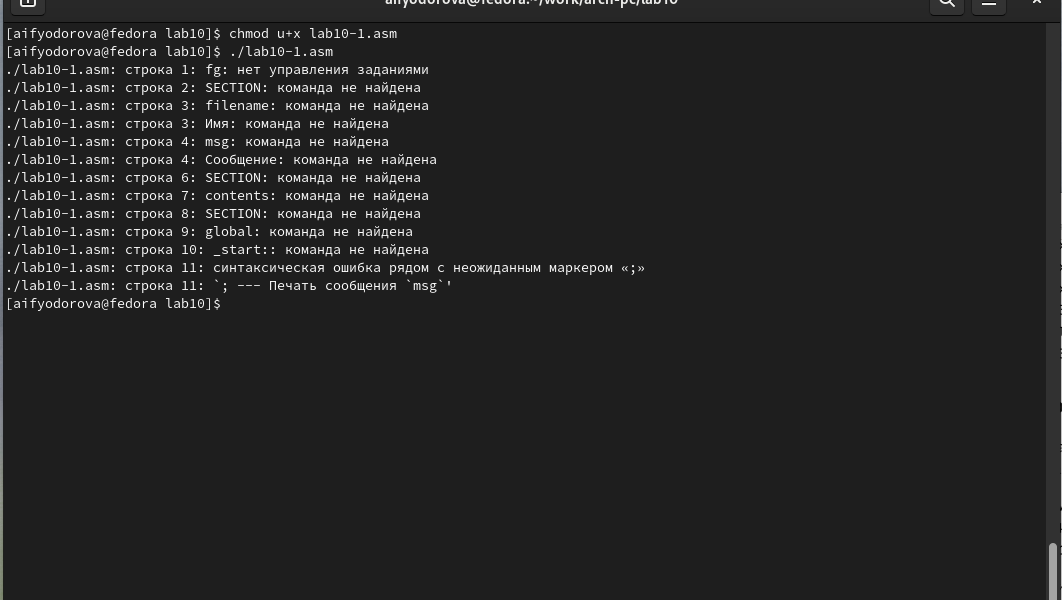 aifyodorova@fedora:~/work/arch-pc/lab10
[aifyodorova@fedora lab10]$ chmod u+x lab10-1.asm
[aifyodorova@fedora lab10]$ ./lab10-1.asm
./lab10-1.asm: строка 1: fg: нет управления заданиями
./lab10-1.asm: строка 2: SECTION: команда не найдена
./lab10-1.asm: строка 3: filename: команда не найдена
./lab10-1.asm: строка 3: Имя: команда не найдена
./lab10-1.asm: строка 4: msg: команда не найдена
./lab10-1.asm: строка 4: Сообщение: команда не найдена
./lab10-1.asm: строка 6: SECTION: команда не найдена
./lab10-1.asm: строка 7: contents: команда не найдена
./lab10-1.asm: строка 8: SECTION: команда не найдена
./lab10-1.asm: строка 9: global: команда не найдена
./lab10-1.asm: строка 10: _start:: команда не найдена
./lab10-1.asm: строка 11: синтаксическая ошибка рядом с неожиданным маркером «;»
./lab10-1.asm: строка 11: `; --- Печать сообщения `msg`'
[aifyodorova@fedora lab10]$